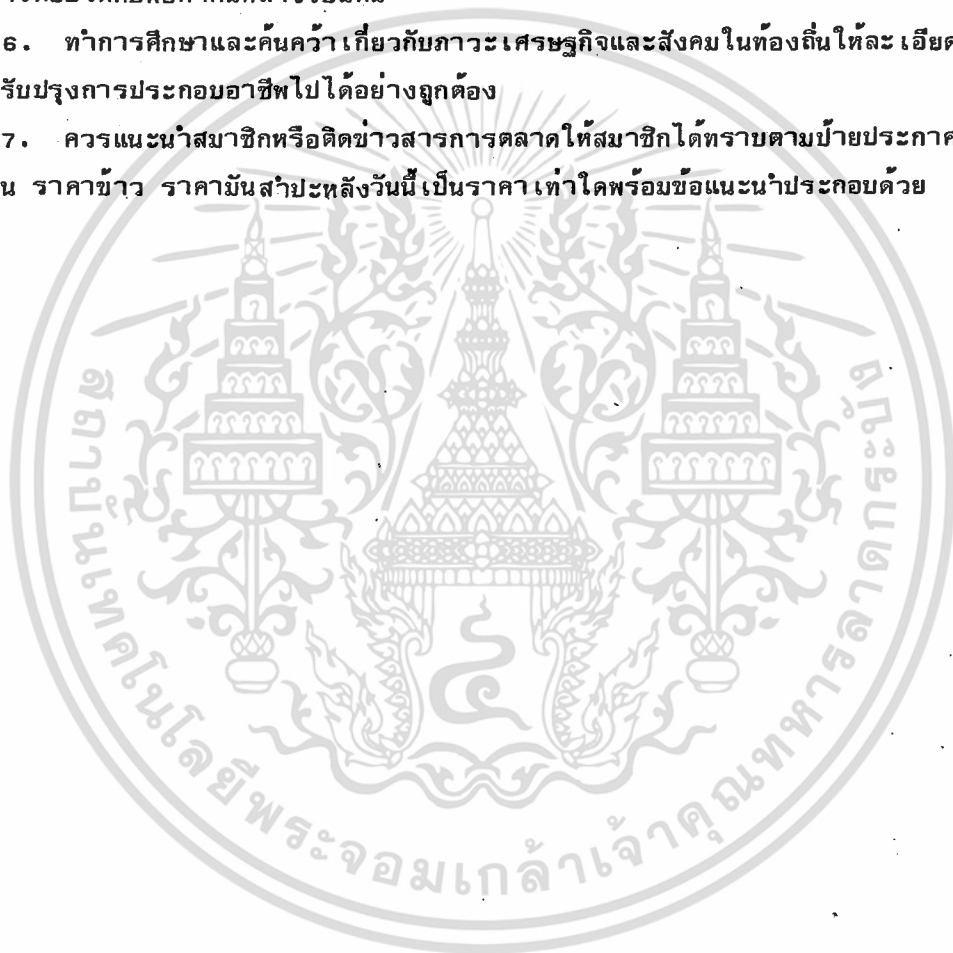 6. ทำการศึกษาและค้นคว้าเกี่ยวกับภาวะเศรษฐกิจและสังคมในท้องถิ่นให้ละเอียด
รับปรุงการประกอบอาชีพไปได้อย่างถูกต้อง
7. ควรแนะนำสมาชิกหรือติดข่าวสารการตลาดให้สมาชิกได้ทราบตามป้ายประกาศ
น ราคาข้าว ราคามันสำปะหลังวันนี้เป็นราคาเท่าใดพร้อมข้อแนะนำประกอบด้วย
สถาบันเทคโนโลยีพระจอมเกล้าเจ้าคุณทหารลาดกระบัง